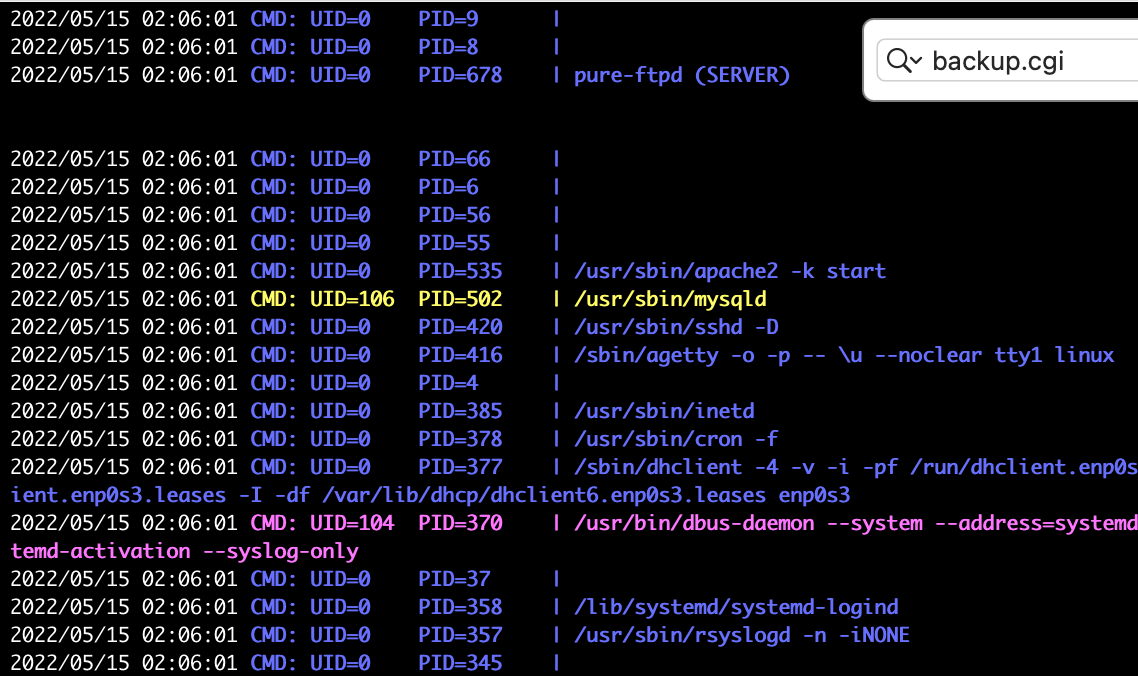 2022/05/15 02:06:01 CMD: UID=0    PID=9      |
2022/05/15 02:06:01 CMD: UID=0    PID=8      |
2022/05/15 02:06:01 CMD: UID=0    PID=678    | pure-ftpd (SERVER)
backup.cgi
2022/05/15 02:06:01 CMD: UID=0    PID=66     |
2022/05/15 02:06:01 CMD: UID=0    PID=6      |
2022/05/15 02:06:01 CMD: UID=0    PID=56     |
2022/05/15 02:06:01 CMD: UID=0    PID=55     |
2022/05/15 02:06:01 CMD: UID=0    PID=535    | /usr/sbin/apache2 -k start
2022/05/15 02:06:01 CMD: UID=106  PID=502    | /usr/sbin/mysqld
2022/05/15 02:06:01 CMD: UID=0    PID=420    | /usr/sbin/sshd -D
2022/05/15 02:06:01 CMD: UID=0    PID=416    | /sbin/agetty -o -p -- \u --noclear tty1 linux
2022/05/15 02:06:01 CMD: UID=0    PID=4      |
2022/05/15 02:06:01 CMD: UID=0    PID=385    | /usr/sbin/inetd
2022/05/15 02:06:01 CMD: UID=0    PID=378    | /usr/sbin/cron -f
2022/05/15 02:06:01 CMD: UID=0    PID=377    | /sbin/dhclient -4 -v -i -pf /run/dhclient.enp0s
ient.enp0s3.leases -I -df /var/lib/dhcp/dhclient6.enp0s3.leases enp0s3
2022/05/15 02:06:01 CMD: UID=104  PID=370    | /usr/bin/dbus-daemon --system --address=systemd
temd-activation --syslog-only
2022/05/15 02:06:01 CMD: UID=0    PID=37     |
2022/05/15 02:06:01 CMD: UID=0    PID=358    | /lib/systemd/systemd-logind
2022/05/15 02:06:01 CMD: UID=0    PID=357    | /usr/sbin/rsyslogd -n -iNONE
2022/05/15 02:06:01 CMD: UID=0    PID=345    |